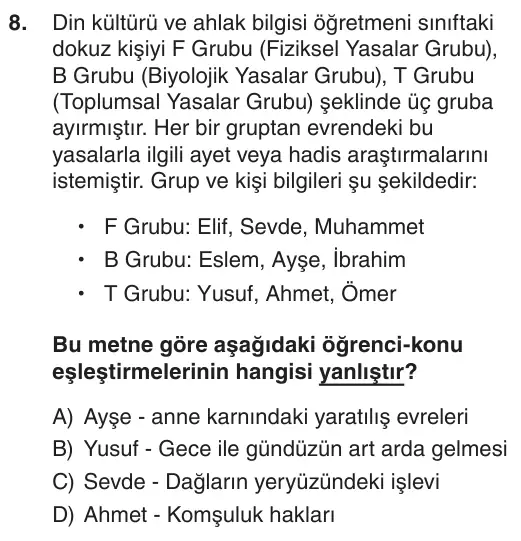 8. Din kültürü ve ahlak bilgisi öğretmeni sınıftaki
dokuz kişiyi F Grubu (Fiziksel Yasalar Grubu),
B Grubu (Biyolojik Yasalar Grubu), T Grubu
(Toplumsal Yasalar Grubu) şeklinde üç gruba
ayırmıştır. Her bir gruptan evrendeki bu
yasalarla ilgili ayet veya hadis araştırmalarını
istemiştir. Grup ve kişi bilgileri şu şekildedir:
• F Grubu: Elif, Sevde, Muhammet
• B Grubu: Eslem, Ayşe, İbrahim
• T Grubu: Yusuf, Ahmet, Ömer
Bu metne göre aşağıdaki öğrenci-konu
eşleştirmelerinin hangisi yanlıştır?
A) Ayşe - anne karnındaki yaratılış evreleri
B) Yusuf - Gece ile gündüzün art arda gelmesi
C) Sevde - Dağların yeryüzündeki işlevi
D) Ahmet - Komşuluk hakları